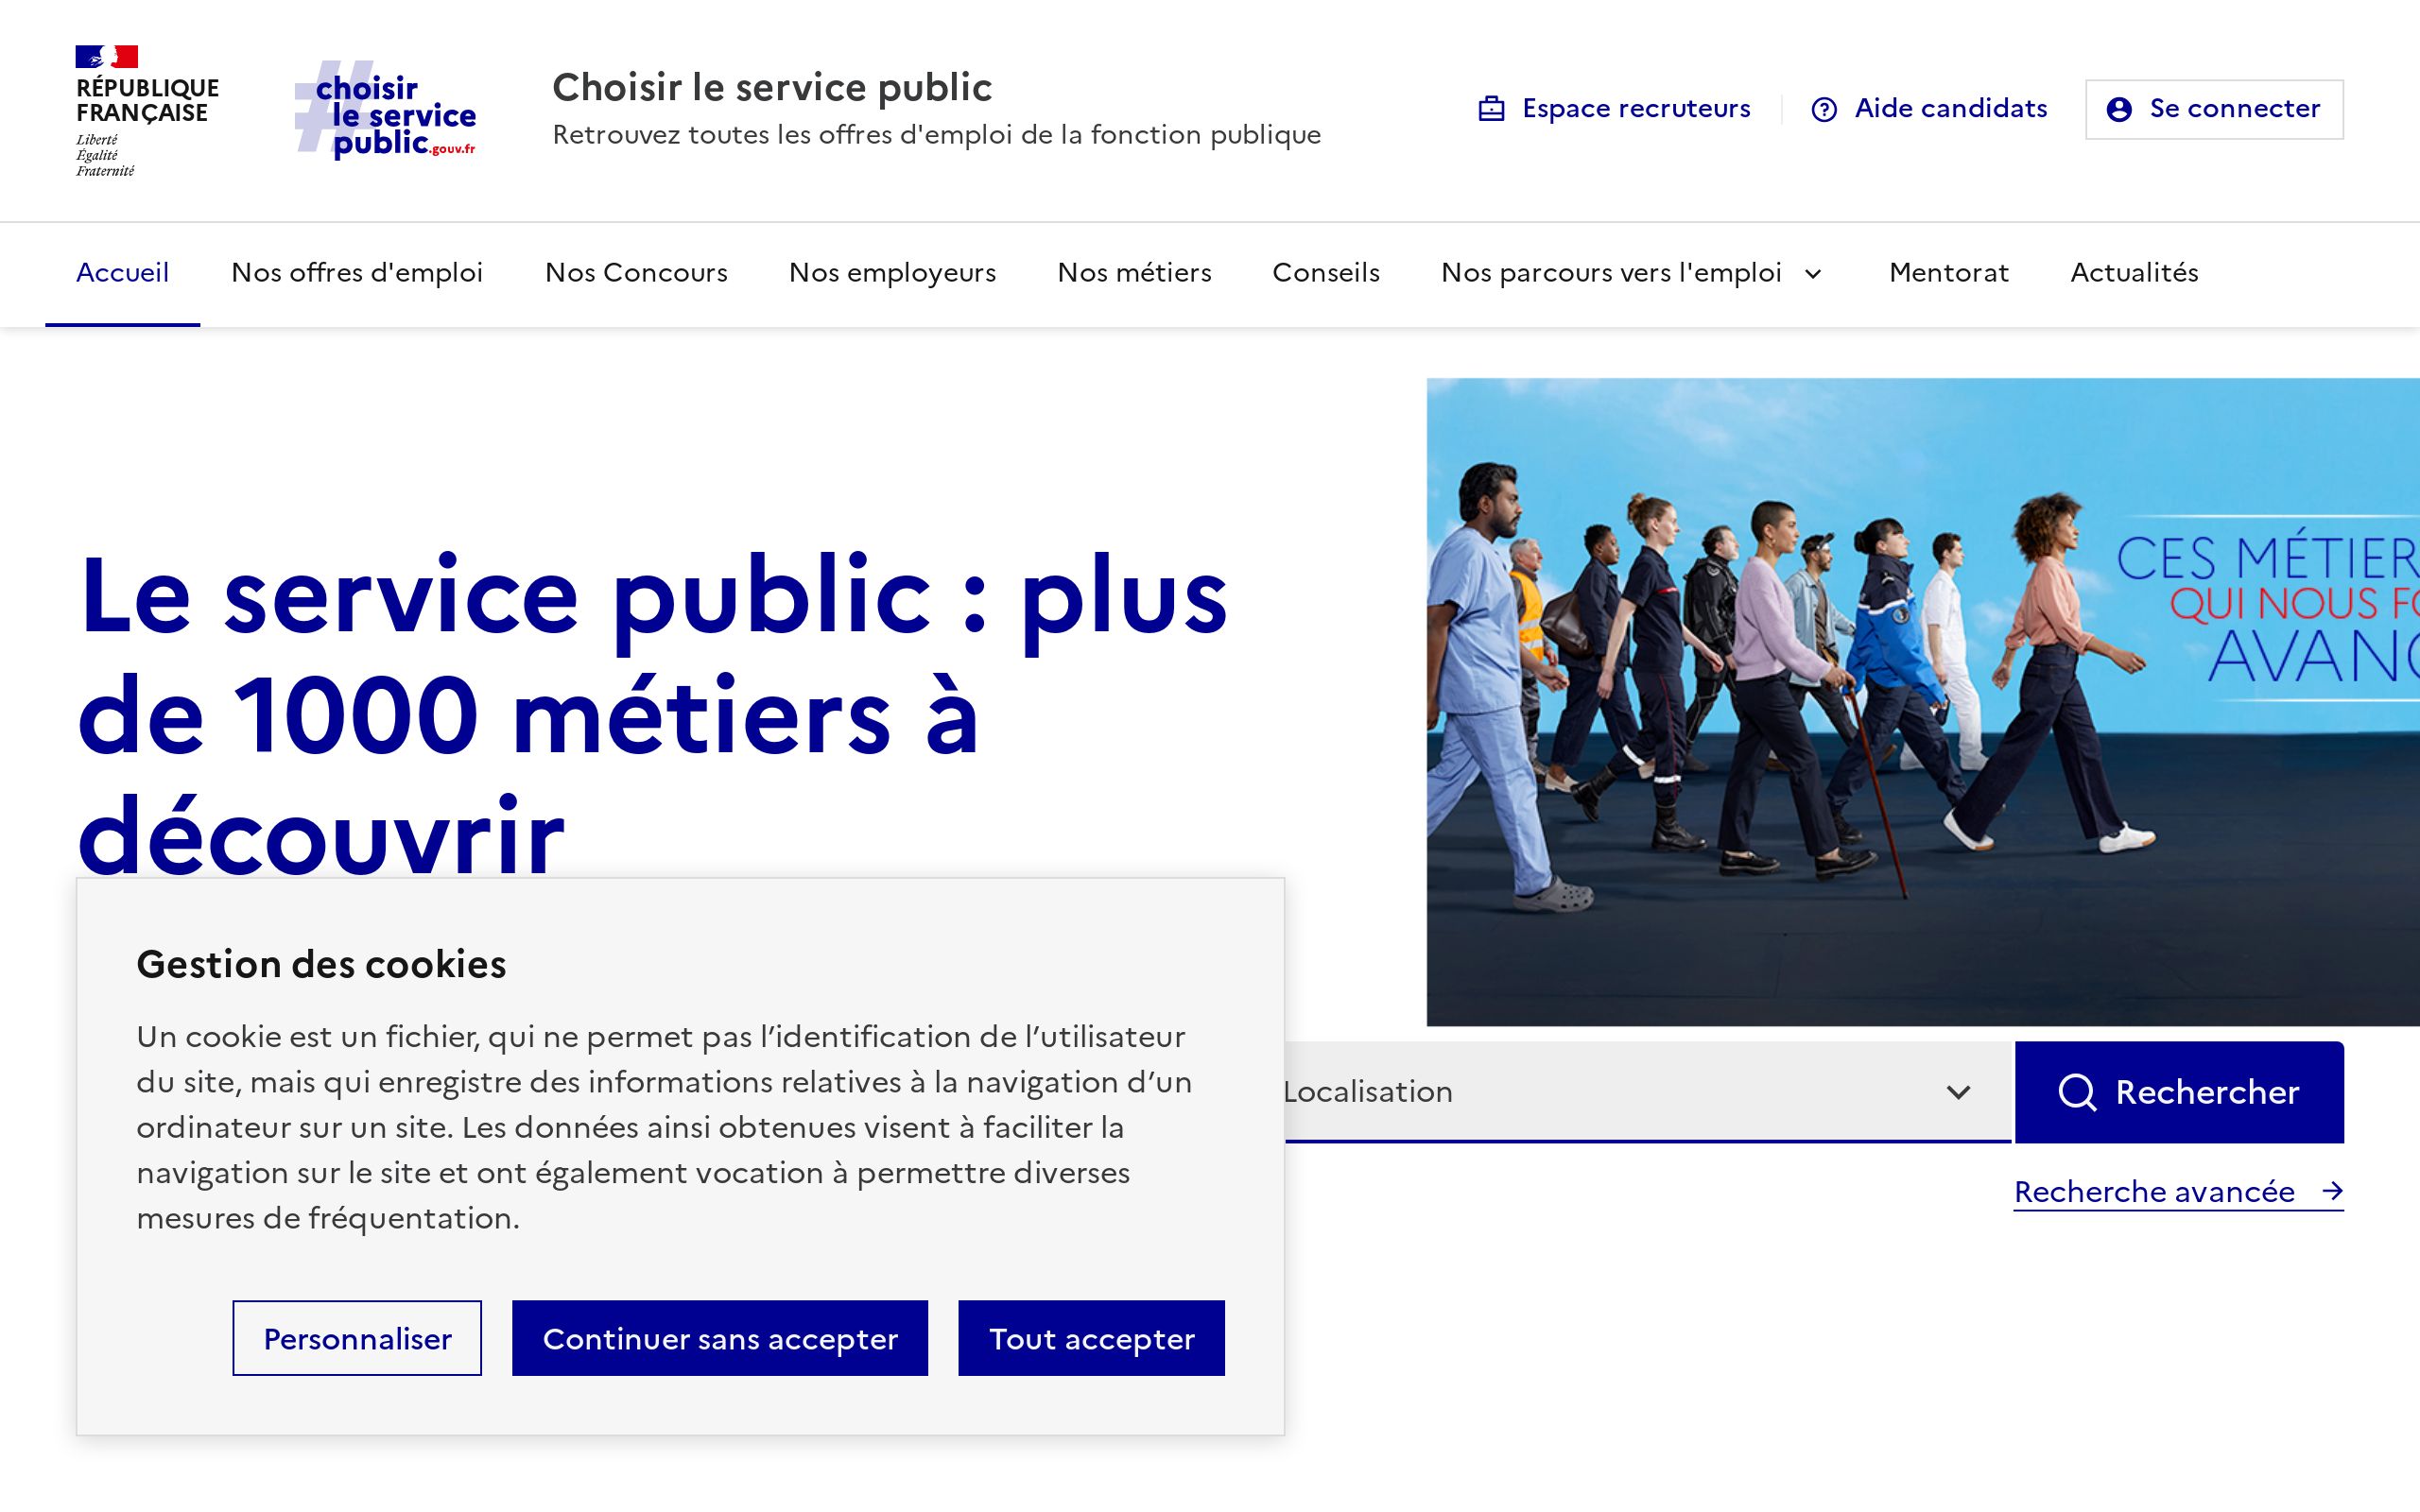 RÉPUBLIQUE
FRANÇAISE
Liberté
Égalité
Fraternité
#choisir
le service
public.gouv.fr
Choisir le service public
Retrouvez toutes les offres d'emploi de la fonction publique
Espace recruteurs
Aide candidats
Se connecter
Accueil
Nos offres d'emploi
Nos Concours
Nos employeurs
Nos métiers
Conseils
Nos parcours vers l'emploi
Mentorat
Actualités
Le service public : plus
de 1000 métiers à
découvrir
CES MÉTIER
QUI NOUS FO
AVANC
Gestion des cookies
Un cookie est un fichier, qui ne permet pas l’identification de l’utilisateur
du site, mais qui enregistre des informations relatives à la navigation d’un
ordinateur sur un site. Les données ainsi obtenues visent à faciliter la
navigation sur le site et ont également vocation à permettre diverses
mesures de fréquentation.
Personnaliser
Continuer sans accepter
Tout accepter
Localisation
Rechercher
Recherche avancée